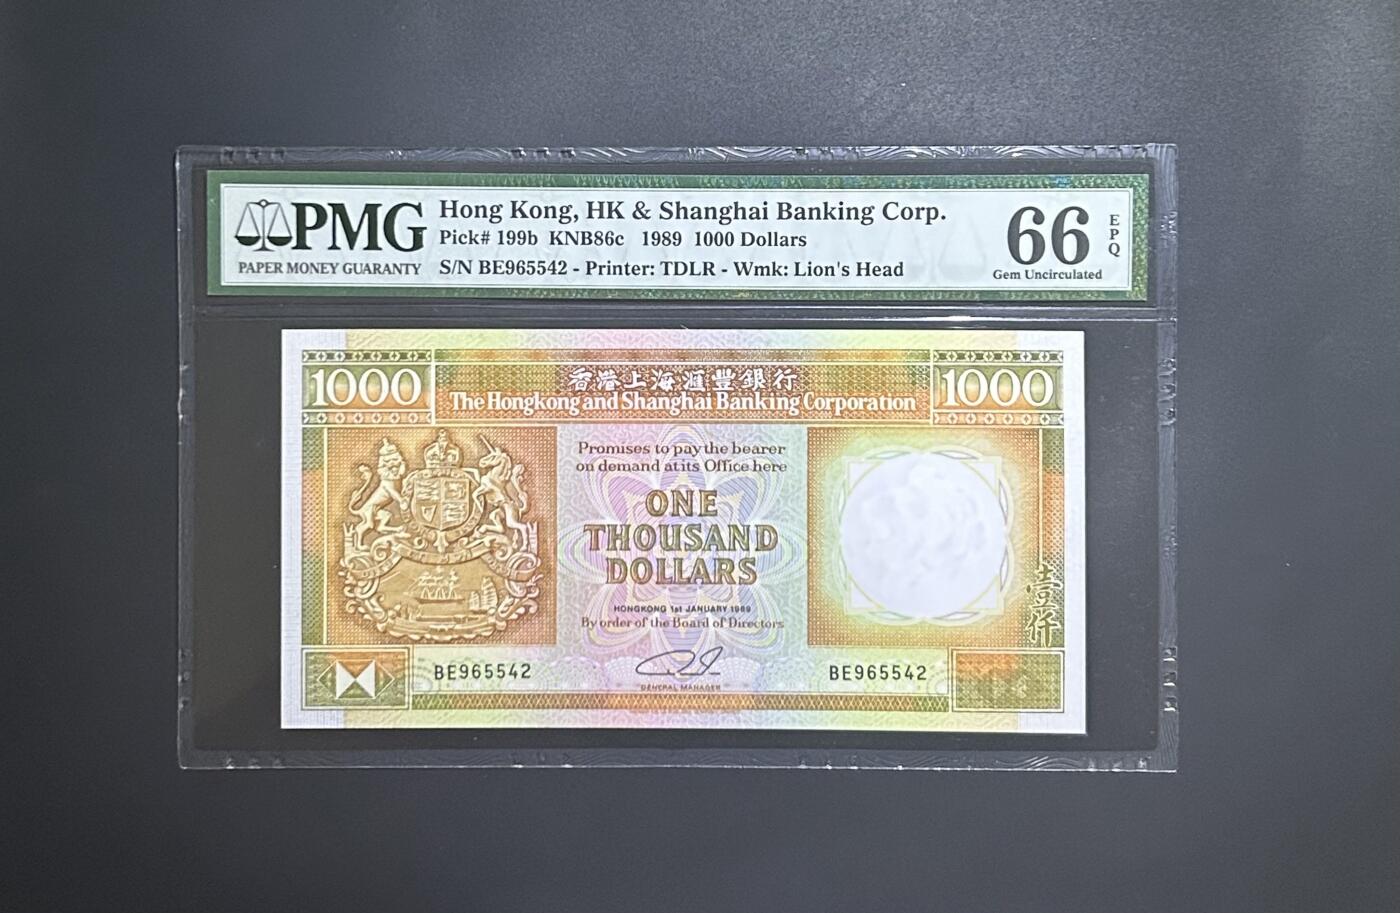 PMG
PAPER MONEY GUARANTY
Hong Kong, HK & Shanghai Banking Corp.
Pick# 199b KNB86c 1989 1000 Dollars
S/N BE965542 - Printer: TDLR - Wmk: Lion's Head
66
EPQ
Gem Uncirculated
1000
香港上海滙豐銀行
The Hongkong and Shanghai Banking Corporation
1000
Promises to pay the bearer
on demand at its Office here
ONE
THOUSAND
DOLLARS
HONGKONG 1st JANUARY 1989
By order of the Board of Directors
壹仟
BE965542
GENERAL MANAGER
BE965542